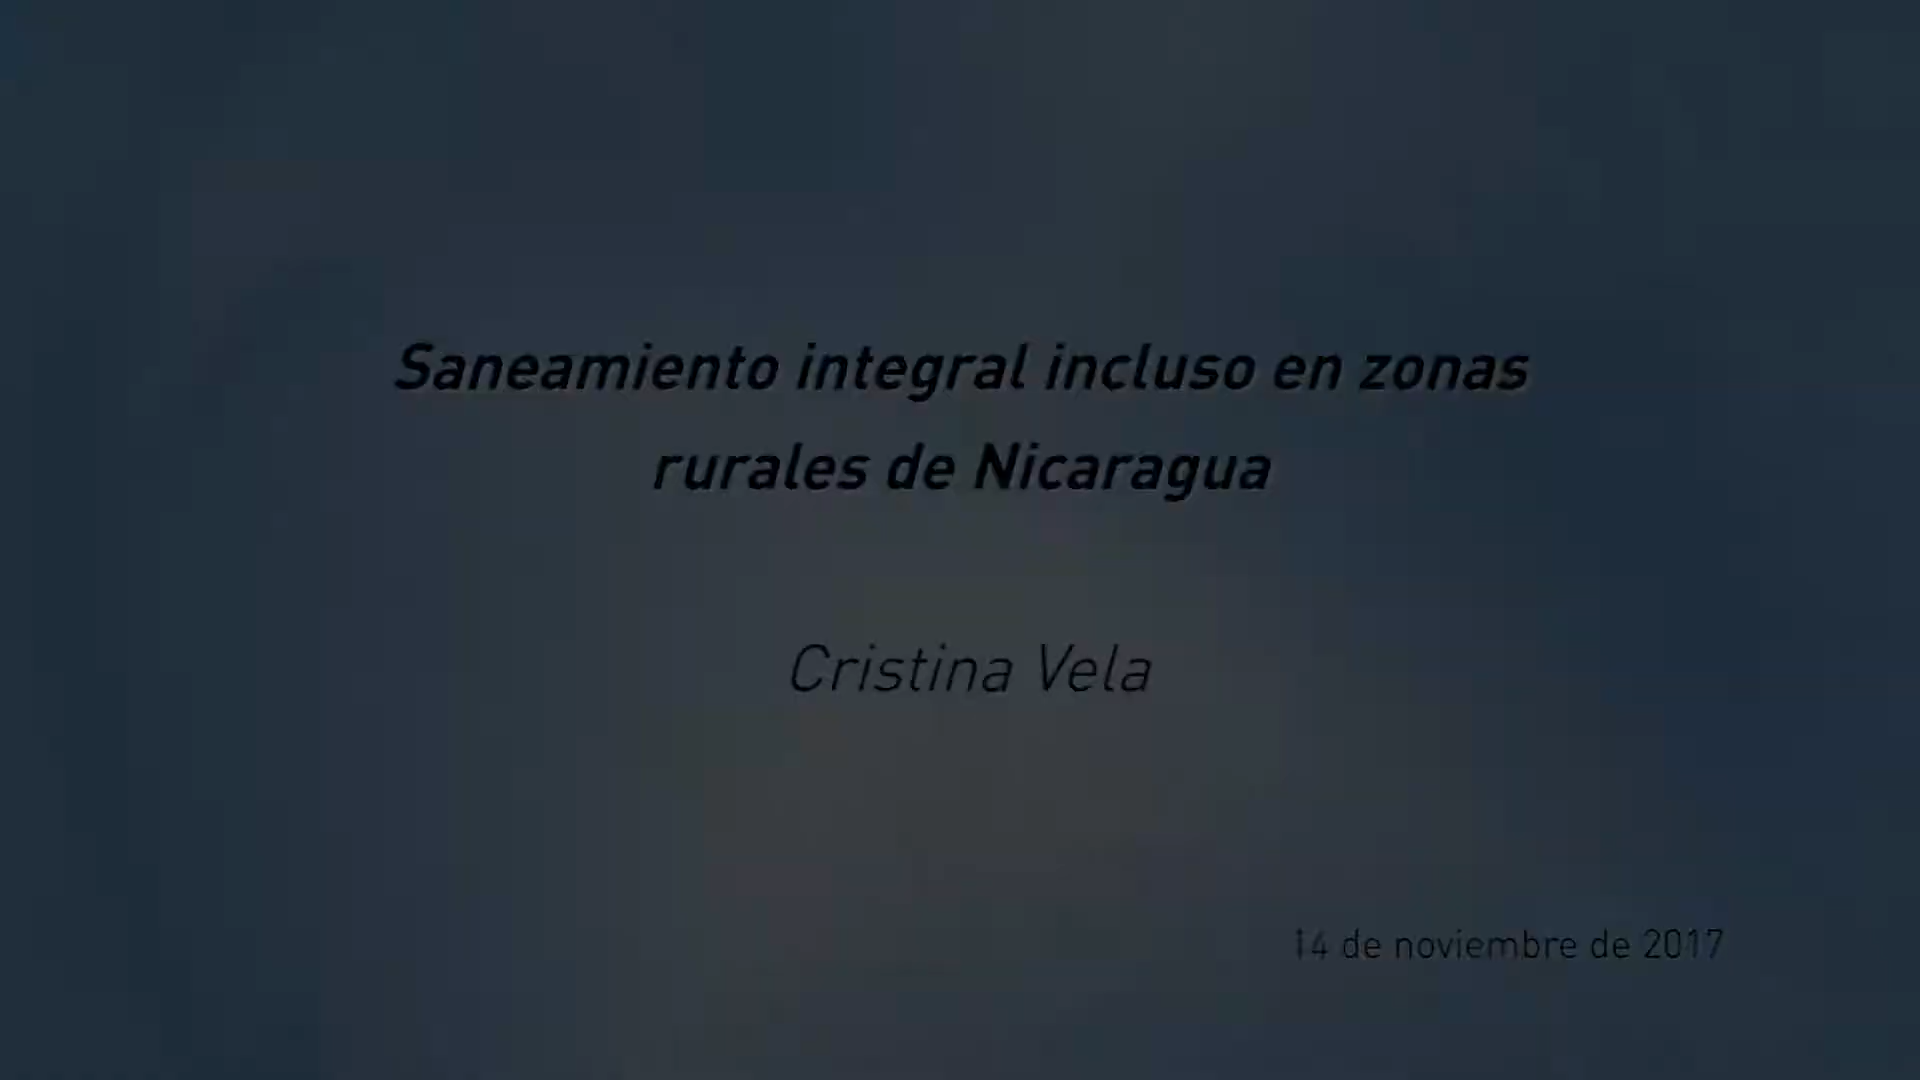 Saneamiento integral incluso en zonas
rurales de Nicaragua
Cristina Vela
14 de noviembre de 2017